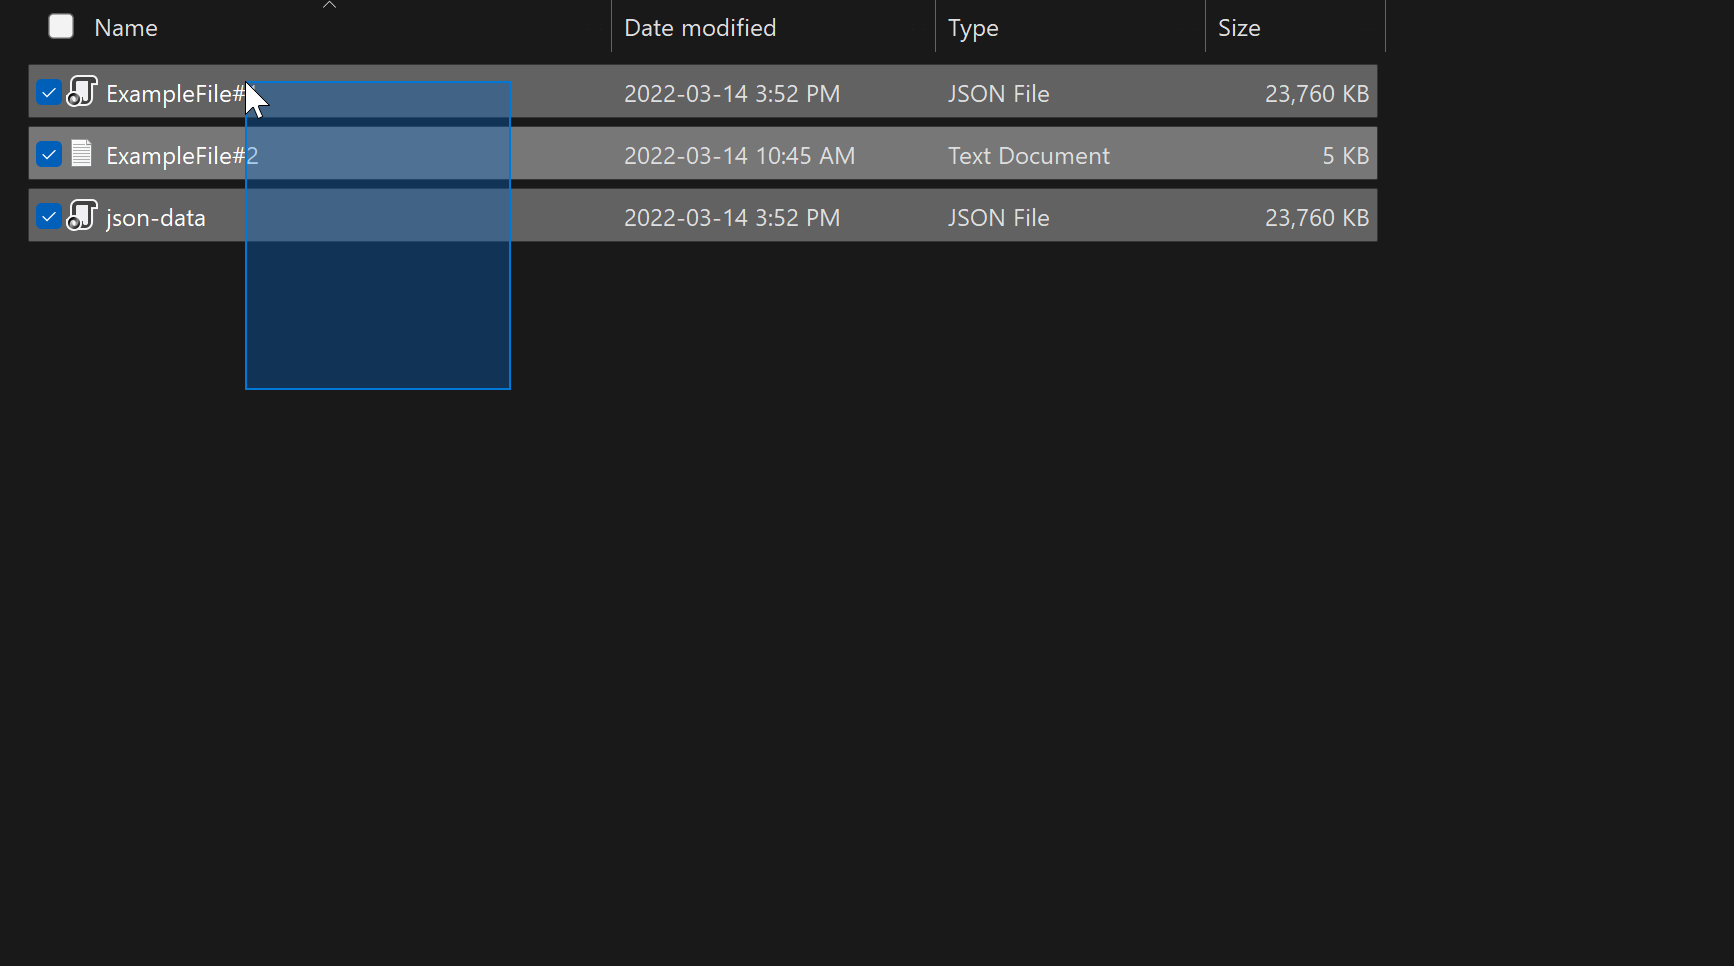 Name Date modified Type Size
ExampleFile# 2022-03-14 3:52 PM JSON File 23,760 KB
ExampleFile#2 2022-03-14 10:45 AM Text Document 5 KB
json-data 2022-03-14 3:52 PM JSON File 23,760 KB